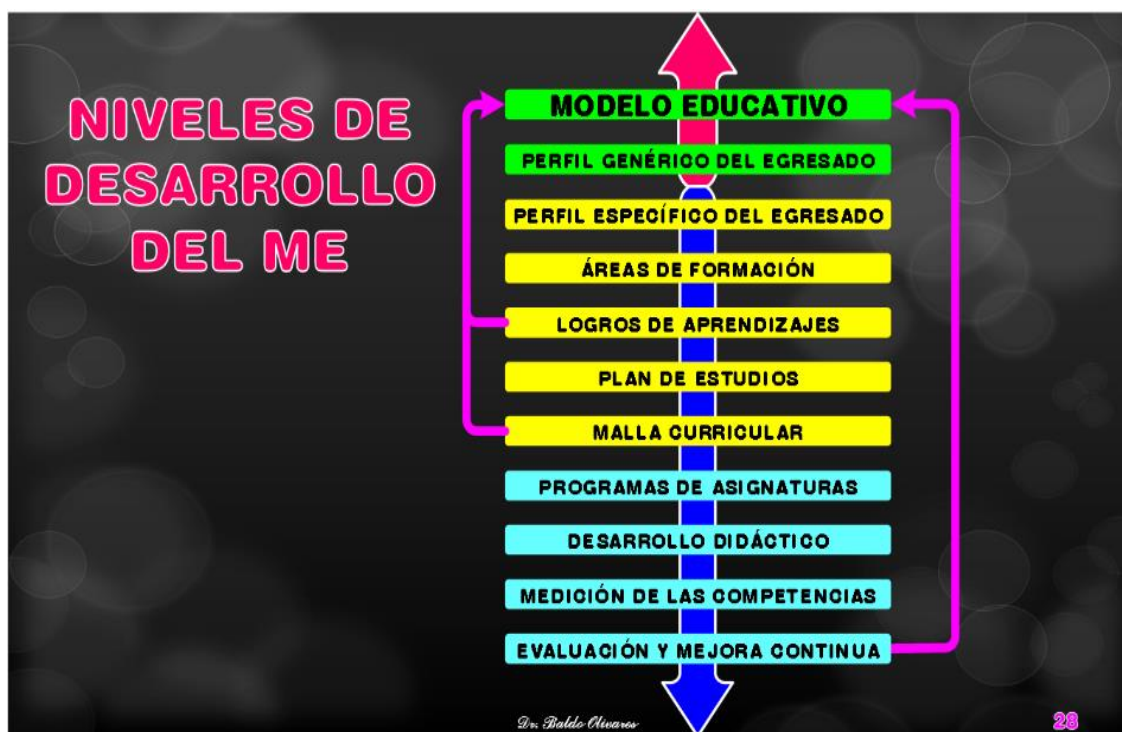 NIVELES DE
DESARROLLO
DEL ME
MODELO EDUCATIVO
PERFIL GENÉRICO DEL EGRESADO
PERFIL ESPECÍFICO DEL EGRESADO
ÁREAS DE FORMACIÓN
LOGROS DE APRENDIZAJES
PLAN DE ESTUDIOS
MALLA CURRICULAR
PROGRAMAS DE ASIGNATURAS
DESARROLLO DIDÁCTICO
MEDICIÓN DE LAS COMPETENCIAS
EVALUACIÓN Y MEJORA CONTINUA
Dr. Baldo Olivares
28